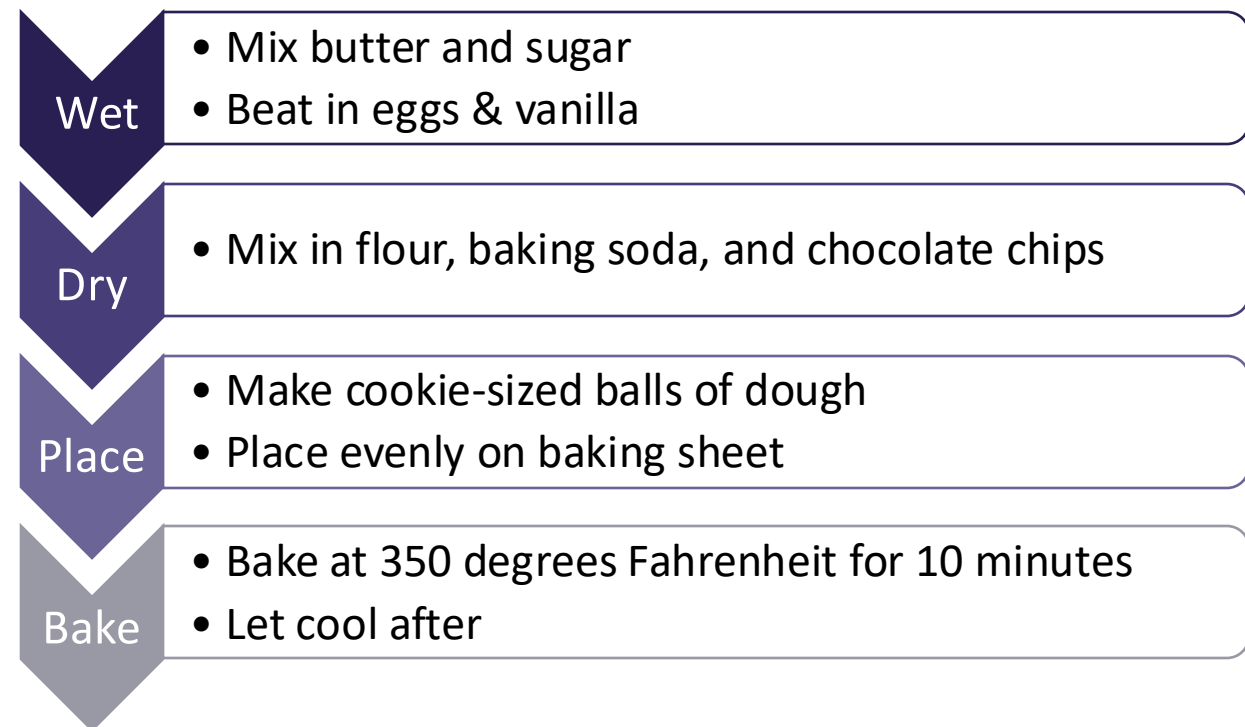 Wet
• Mix butter and sugar
• Beat in eggs & vanilla
Dry
• Mix in flour, baking soda, and chocolate chips
Place
• Make cookie-sized balls of dough
• Place evenly on baking sheet
Bake
• Bake at 350 degrees Fahrenheit for 10 minutes
• Let cool after